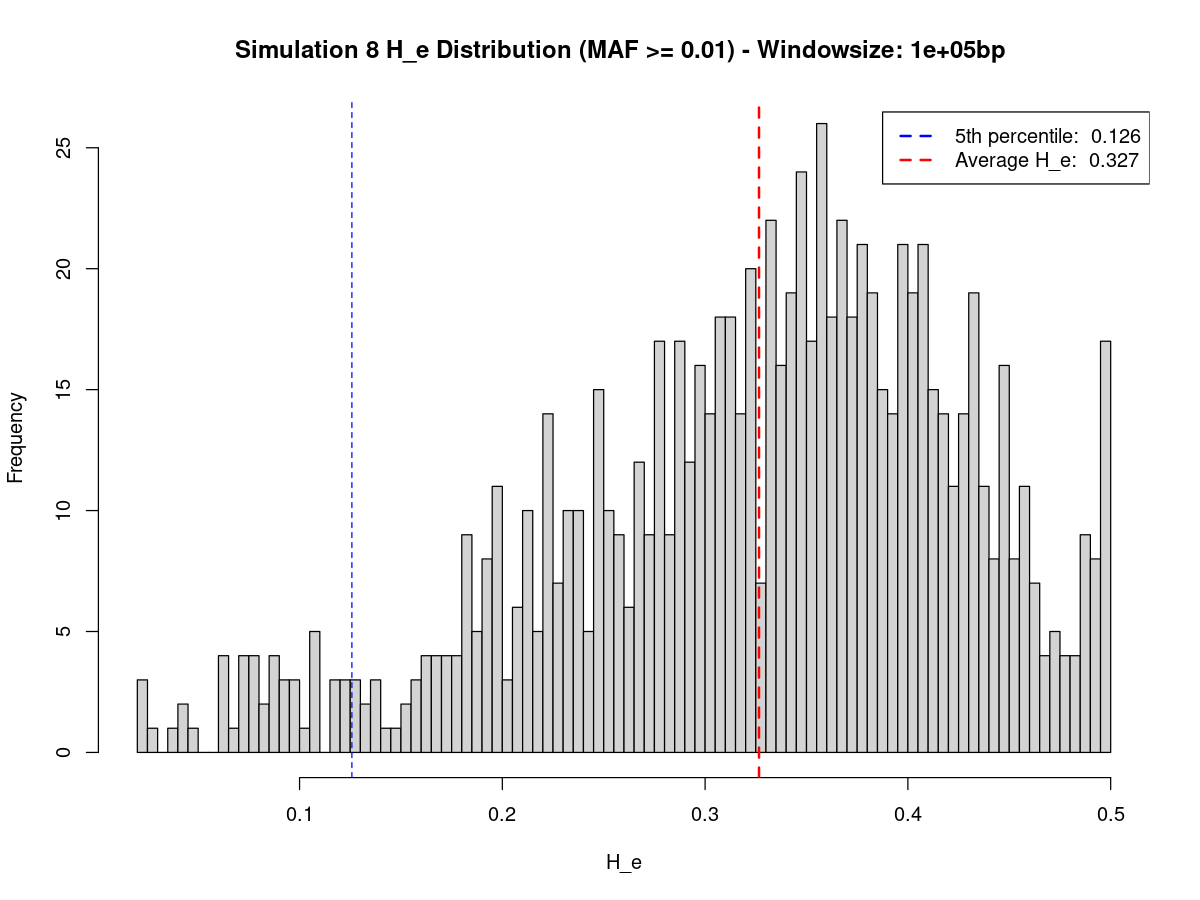 Simulation 8 H_e Distribution (MAF >= 0.01) - Windowsize: 1e+05bp
5th percentile: 0.126
Average H_e: 0.327
Frequency
25
20
15
10
5
0
0.1 0.2 0.3 0.4 0.5
H_e